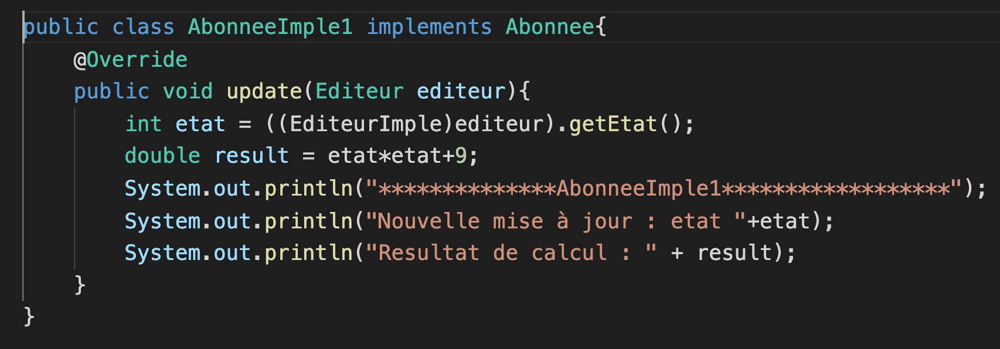 public class AbonneeImple1 implements Abonnee{
    @Override
    public void update(Editeur editeur){
        int etat = ((EditeurImple)editeur).getEtat();
        double result = etat*etat+9;
        System.out.println("**************AbonneeImple1******************");
        System.out.println("Nouvelle mise à jour : etat "+etat);
        System.out.println("Resultat de calcul : " + result);
    }
}